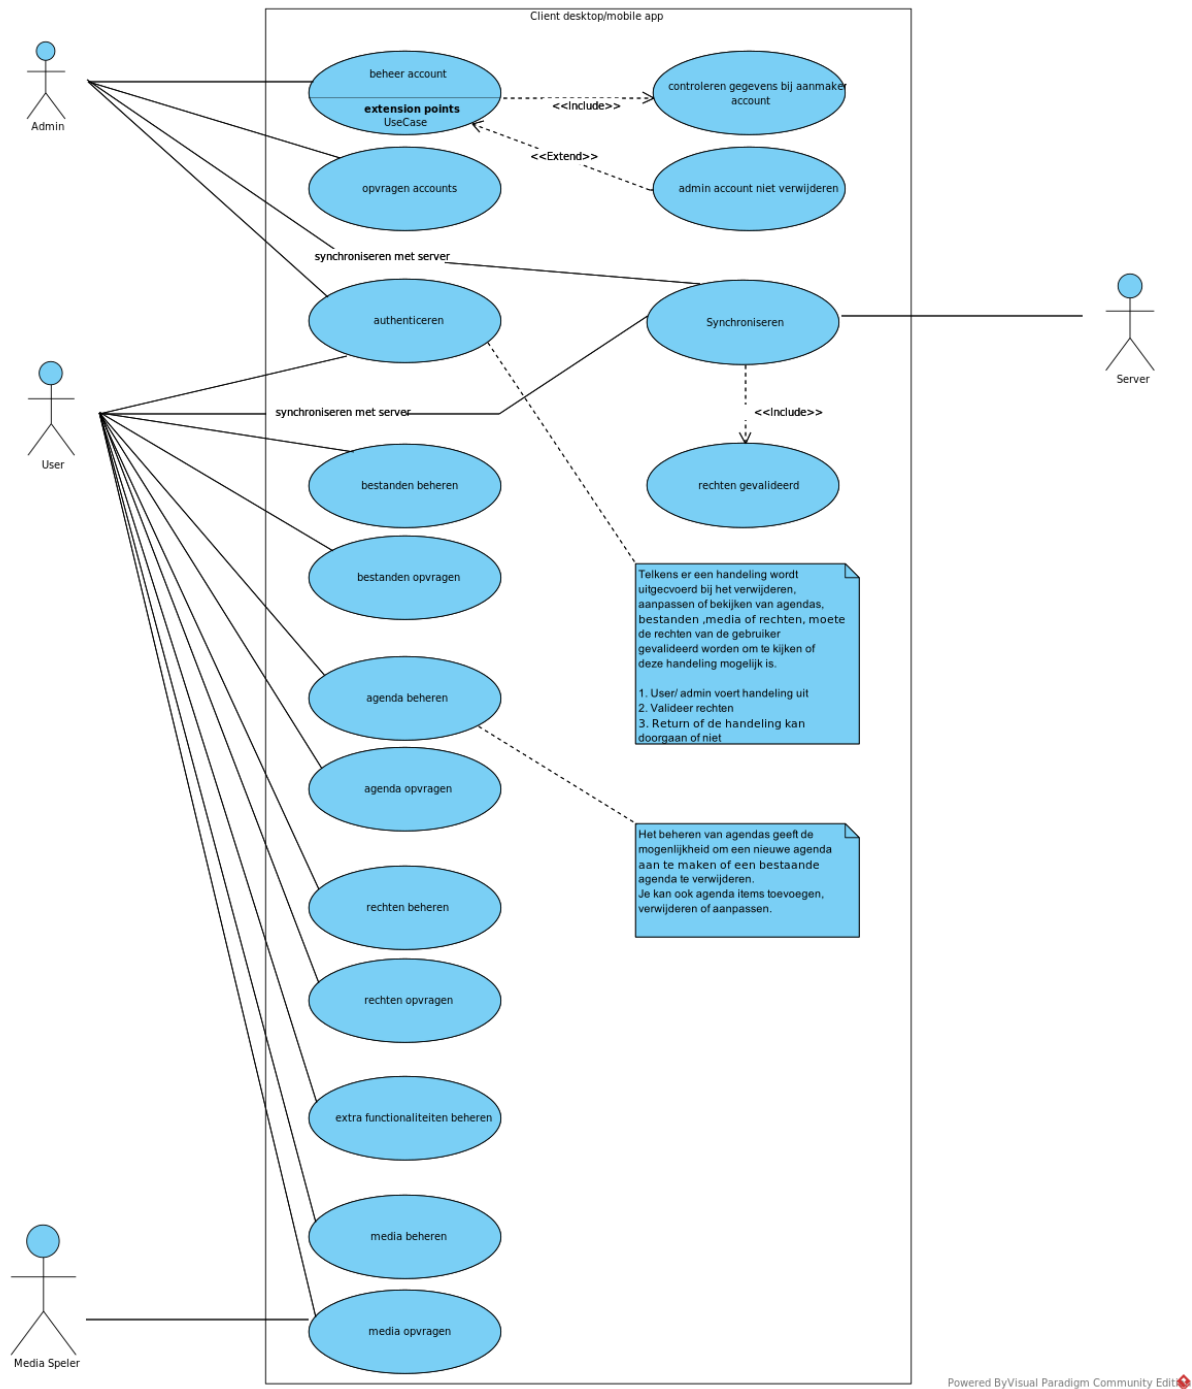 Client desktop/mobile app
Admin
beheer account
extension points
UseCase
<<Include>>
controleren gegevens bij aanmaken
account
<<Extend>>
opvragen accounts
admin account niet verwijderen
synchroniseren met server
authenticeren
Synchroniseren
Server
User
synchroniseren met server
<<Include>>
bestanden beheren
rechten gevalideerd
bestanden opvragen
Telkens er een handeling wordt
uitgecvoerd bij het verwijderen,
aanpassen of bekijken van agendas,
bestanden ,media of rechten, moete
de rechten van de gebruiker
gevalideerd worden om te kijken of
deze handeling mogelijk is.
1. User/ admin voert handeling uit
2. Valideer rechten
3. Return of de handeling kan
doorgaan of niet
agenda beheren
agenda opvragen
Het beheren van agendas geeft de
mogenlijkheid om een nieuwe agenda
aan te maken of een bestaande
agenda te verwijderen.
Je kan ook agenda items toevoegen,
verwijderen of aanpassen.
rechten beheren
rechten opvragen
extra functionaliteiten beheren
media beheren
media opvragen
Media Speler
Powered ByVisual Paradigm Community Edition